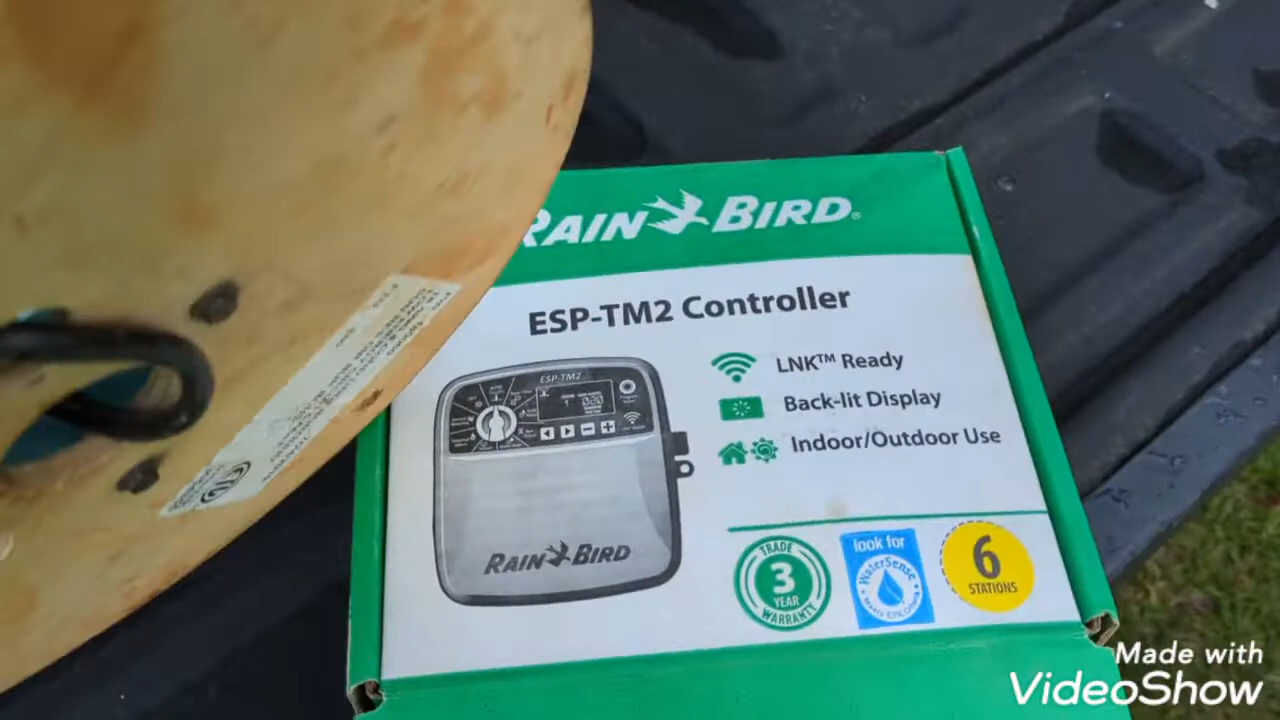 RAIN BIRD®
ESP-TM2 Controller
LNK™ Ready
Back-lit Display
Indoor/Outdoor Use
ESP-TM2
RAIN BIRD
TRADE
3
YEAR
WARRANTY
look for
WaterSense
6
STATIONS
Made with
VideoShow